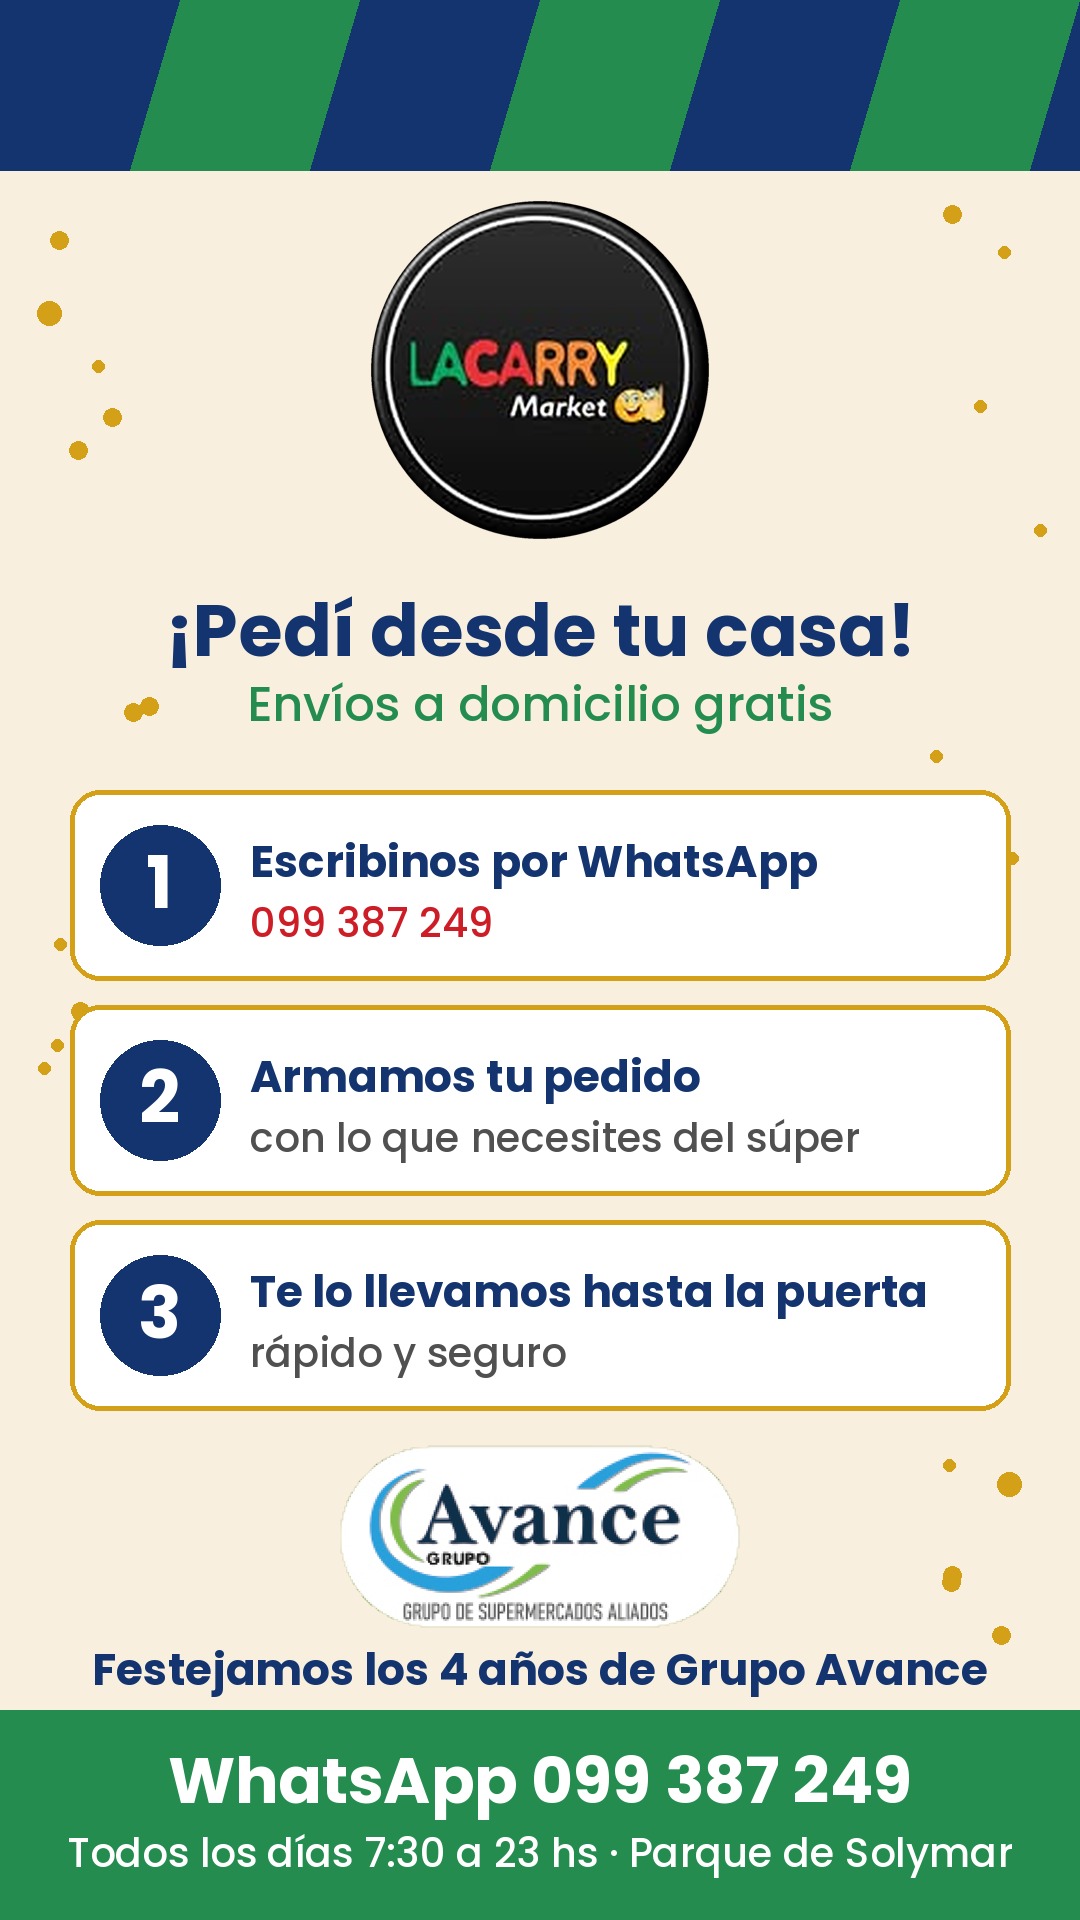 LACARRY
Market
¡Pedí desde tu casa!
Envíos a domicilio gratis
1
Escribinos por WhatsApp
099 387 249
2
Armamos tu pedido
con lo que necesites del súper
3
Te lo llevamos hasta la puerta
rápido y seguro
Avance
GRUPO
GRUPO DE SUPERMERCADOS ALIADOS
Festejamos los 4 años de Grupo Avance
WhatsApp 099 387 249
Todos los días 7:30 a 23 hs · Parque de Solymar